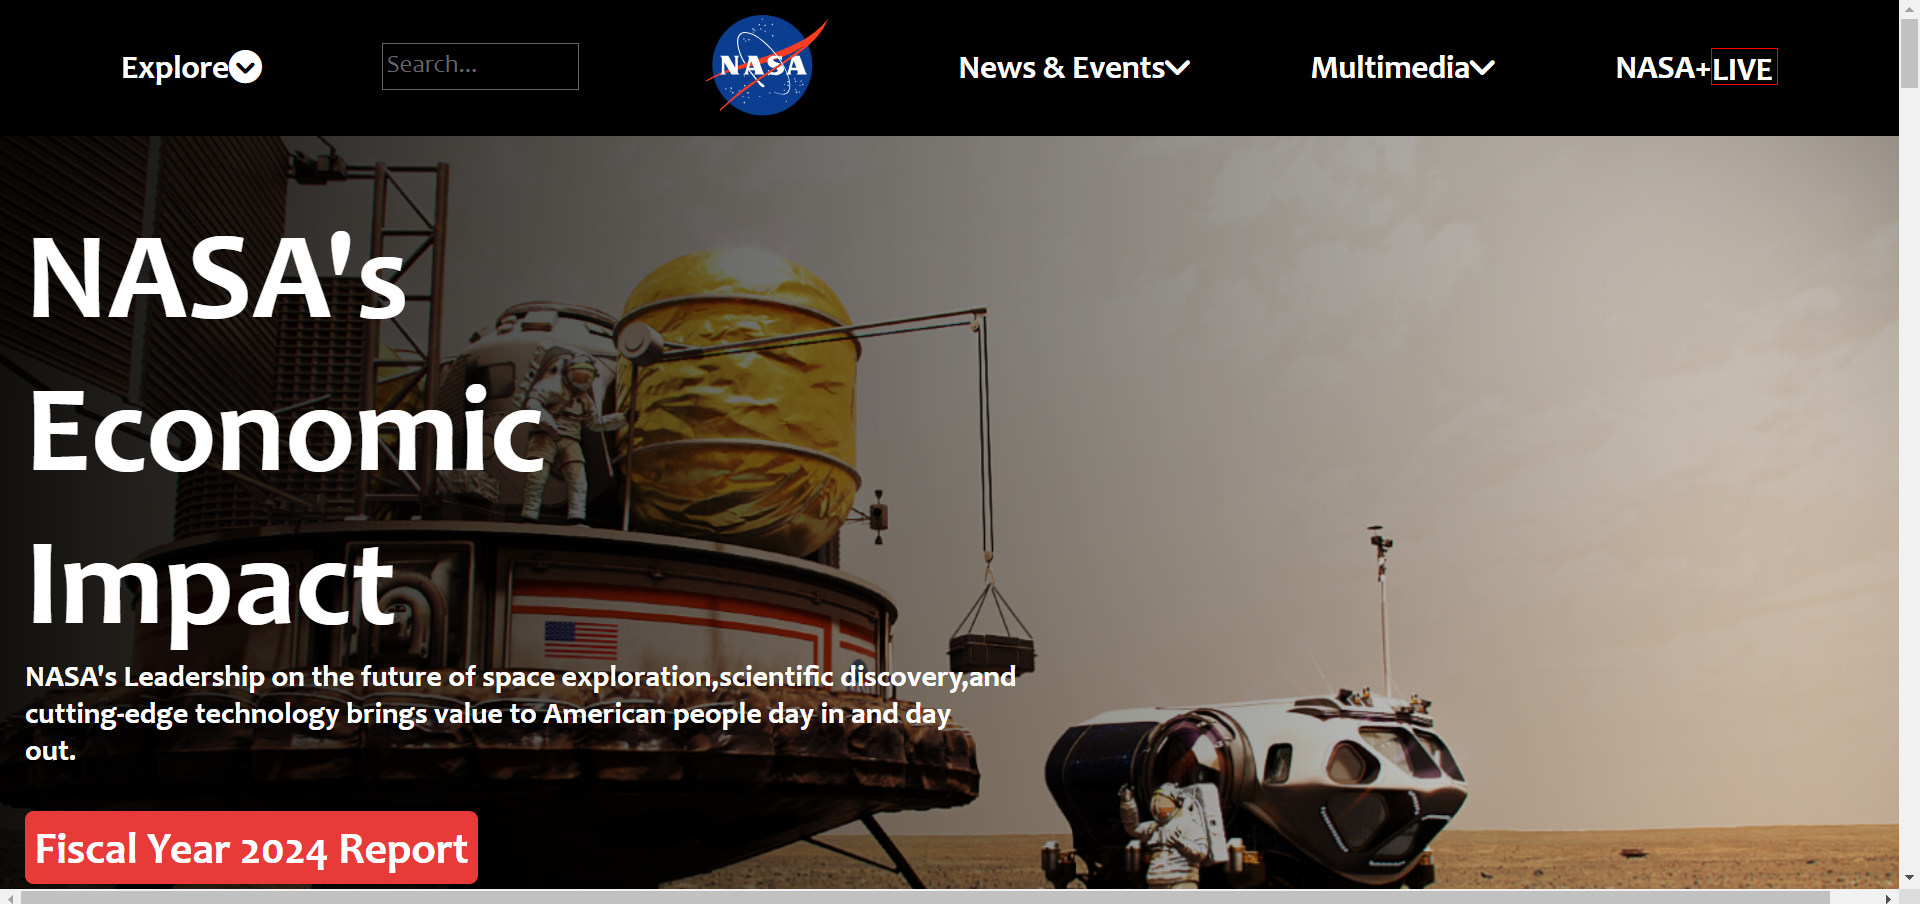 Explore
Search...
NASA
News & Events
Multimedia
NASA+LIVE
NASA's
Economic
Impact
NASA's Leadership on the future of space exploration,scientific discovery,and
cutting-edge technology brings value to American people day in and day
out.
Fiscal Year 2024 Report